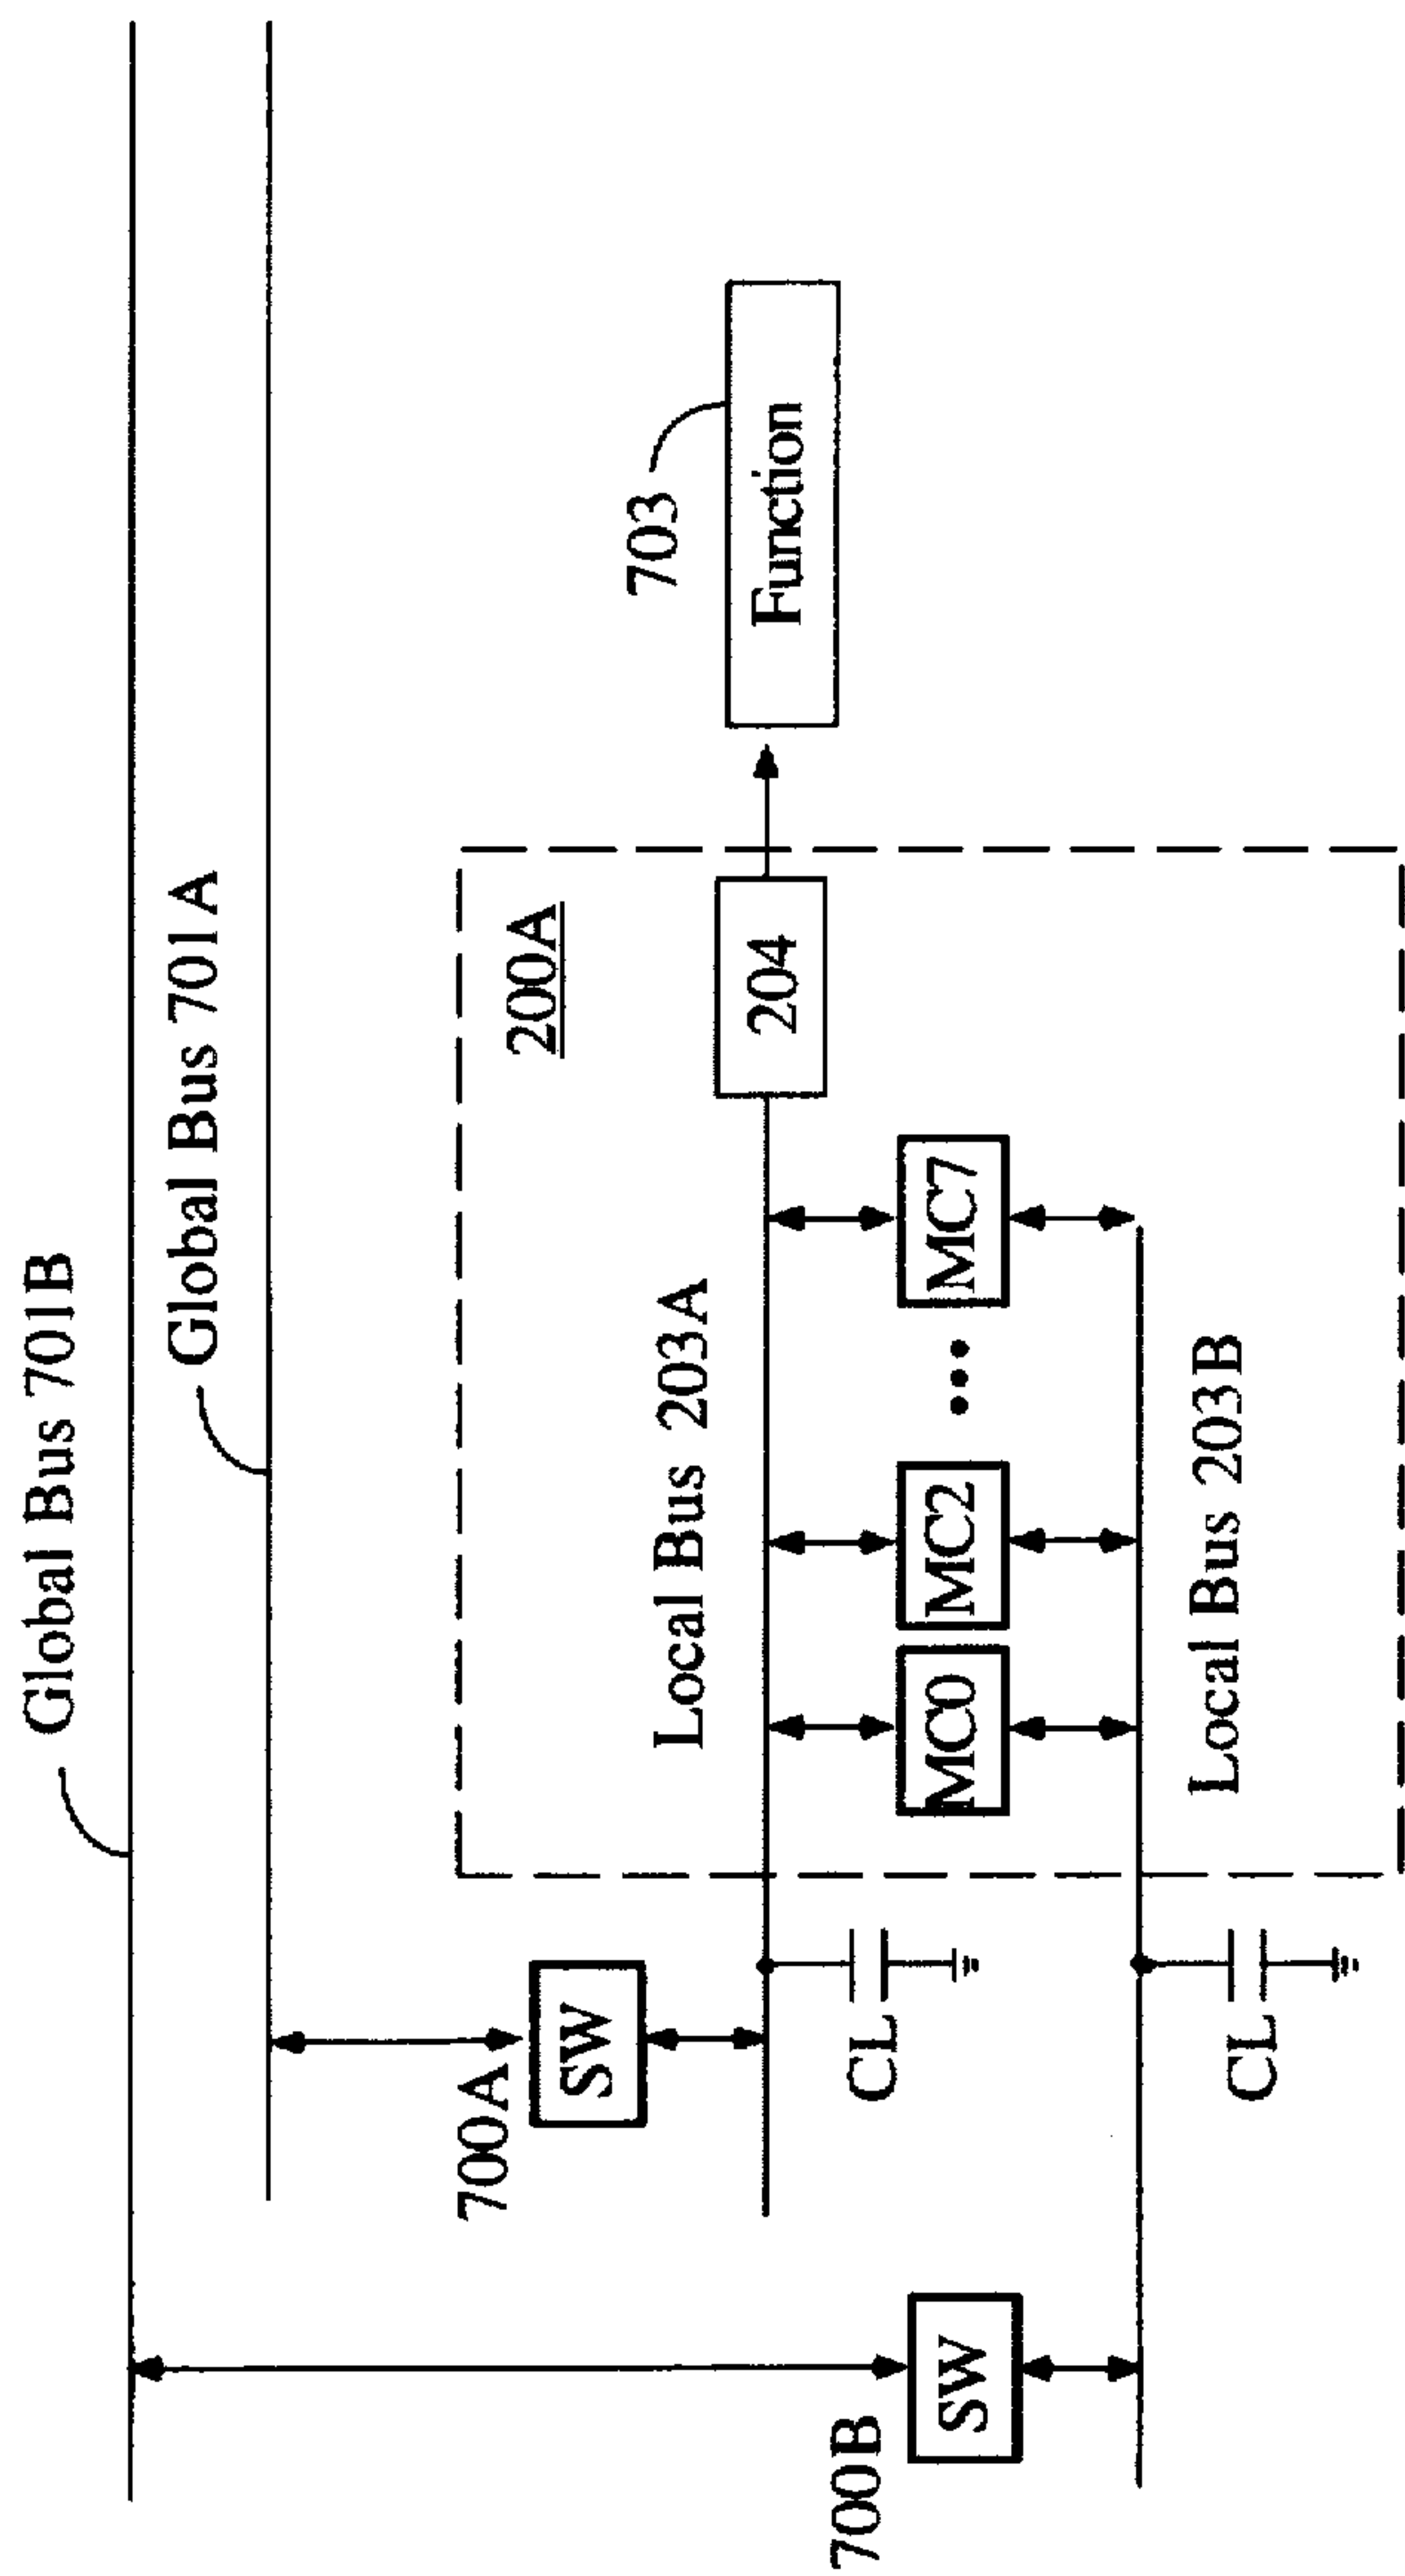 Global Bus 701B
Global Bus 701A
700A
SW
700B
SW
200A
Local Bus 203A
204
703
Function
MC0
MC2
...
MC7
Local Bus 203B
CL
CL